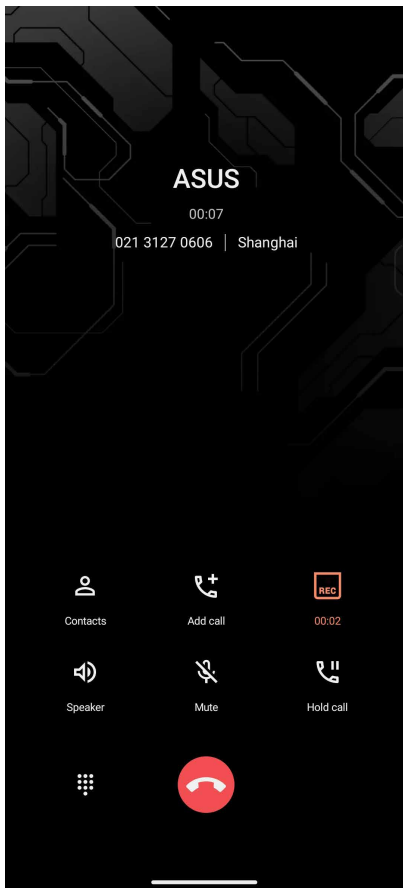 ASUS
00:07
021 3127 0606 | Shanghai
Contacts
Add call
REC
00:02
Speaker
Mute
Hold call